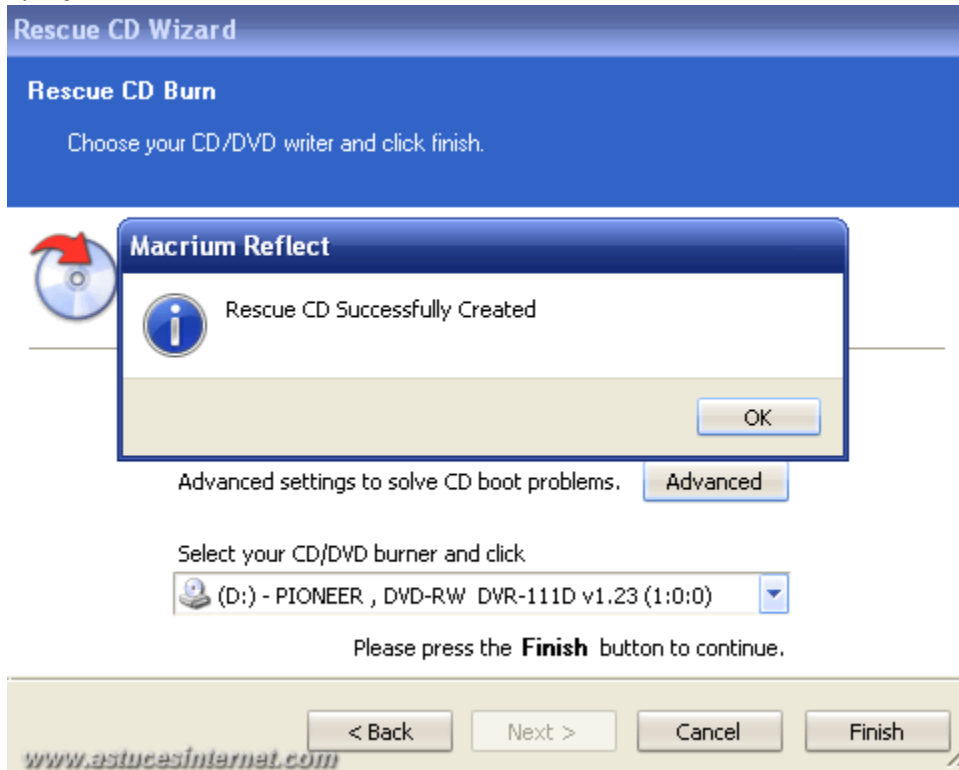 Rescue CD Wizard
Rescue CD Burn
Choose your CD/DVD writer and click finish.
Macrium Reflect
Rescue CD Successfully Created
OK
Advanced settings to solve CD boot problems. Advanced
Select your CD/DVD burner and click
(D:) - PIONEER , DVD-RW DVR-111D v1.23 (1:0:0)
Please press the Finish button to continue.
< Back Next > Cancel Finish
www.astucesinternet.com